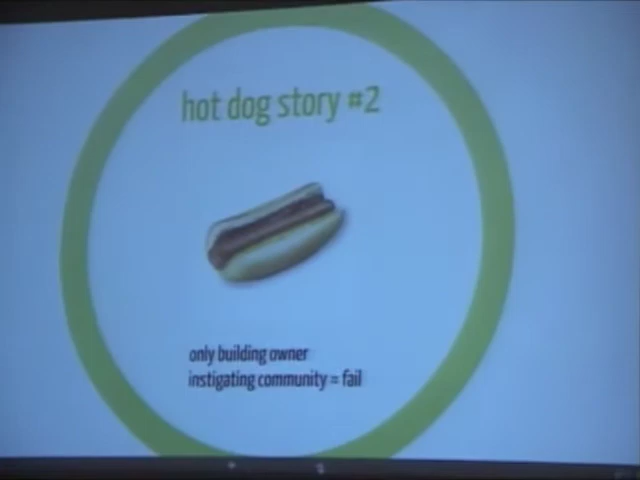 hot dog story #2
only building owner
instigating community = fail